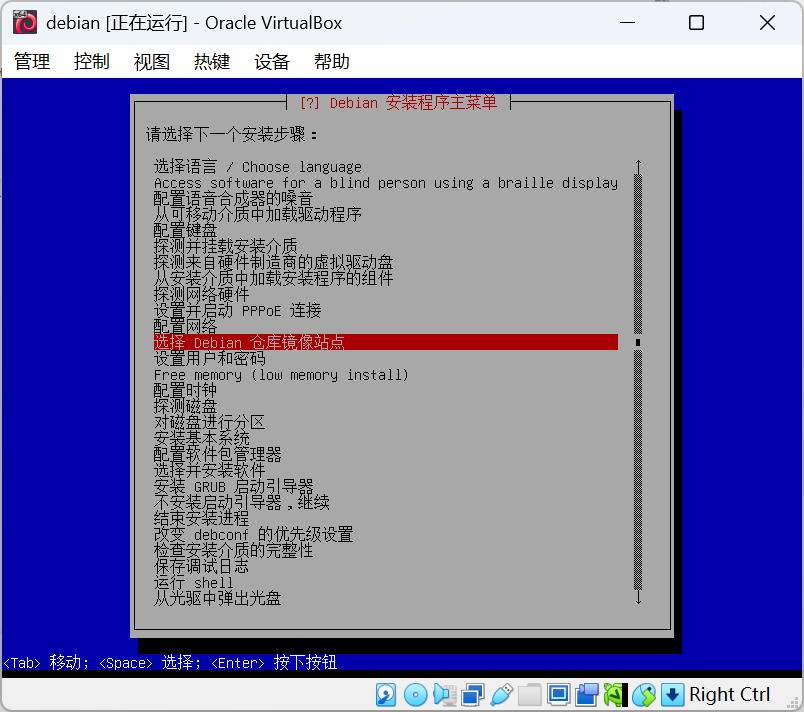 debian [正在运行] - Oracle VirtualBox
管理 控制 视图 热键 设备 帮助
[?] Debian 安装程序主菜单
请选择下一个安装步骤：
选择语言 / Choose language
Access software for a blind person using a braille display
配置语音合成器的嗓音
从可移动介质中加载驱动程序
配置键盘
探测并挂载安装介质
探测来自硬件制造商的虚拟驱动盘
从安装介质中加载安装程序的组件
探测网络硬件
设置并启动 PPPoE 连接
配置网络
选择 Debian 仓库镜像站点
设置用户和密码
Free memory (low memory install)
配置时钟
探测磁盘
对磁盘进行分区
安装基本系统
配置软件包管理器
选择并安装软件
安装 GRUB 启动引导器
不安装启动引导器，继续
结束安装进程
改变 debconf 的优先级设置
检查安装介质的完整性
保存调试日志
运行 shell
从光驱中弹出光盘
<Tab> 移动; <Space> 选择; <Enter> 按下按钮
Right Ctrl